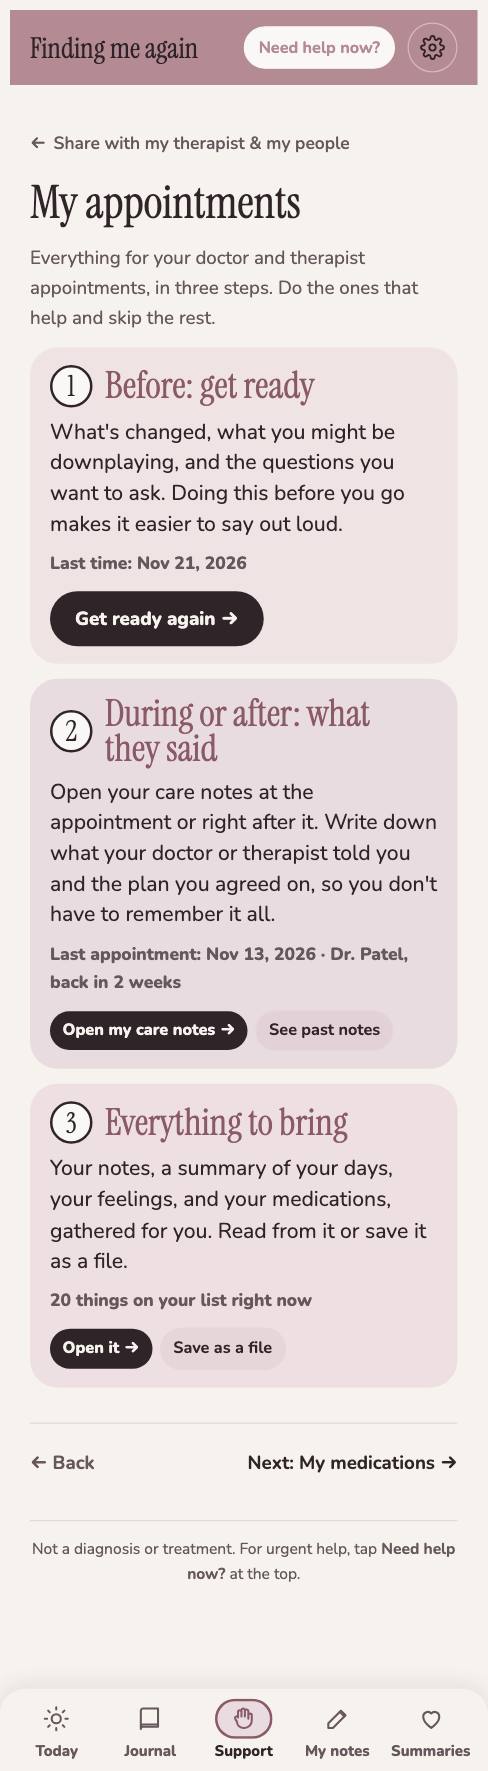 Finding me again
Need help now?
← Share with my therapist & my people
My appointments
Everything for your doctor and therapist
appointments, in three steps. Do the ones that
help and skip the rest.
1 Before: get ready
What's changed, what you might be
downplaying, and the questions you
want to ask. Doing this before you go
makes it easier to say out loud.
Last time: Nov 21, 2026
Get ready again →
2 During or after: what
they said
Open your care notes at the
appointment or right after it. Write down
what your doctor or therapist told you
and the plan you agreed on, so you don't
have to remember it all.
Last appointment: Nov 13, 2026 · Dr. Patel,
back in 2 weeks
Open my care notes →
See past notes
3 Everything to bring
Your notes, a summary of your days,
your feelings, and your medications,
gathered for you. Read from it or save it
as a file.
20 things on your list right now
Open it →
Save as a file
← Back
Next: My medications →
Not a diagnosis or treatment. For urgent help, tap Need help
now? at the top.
Today
Journal
Support
My notes
Summaries